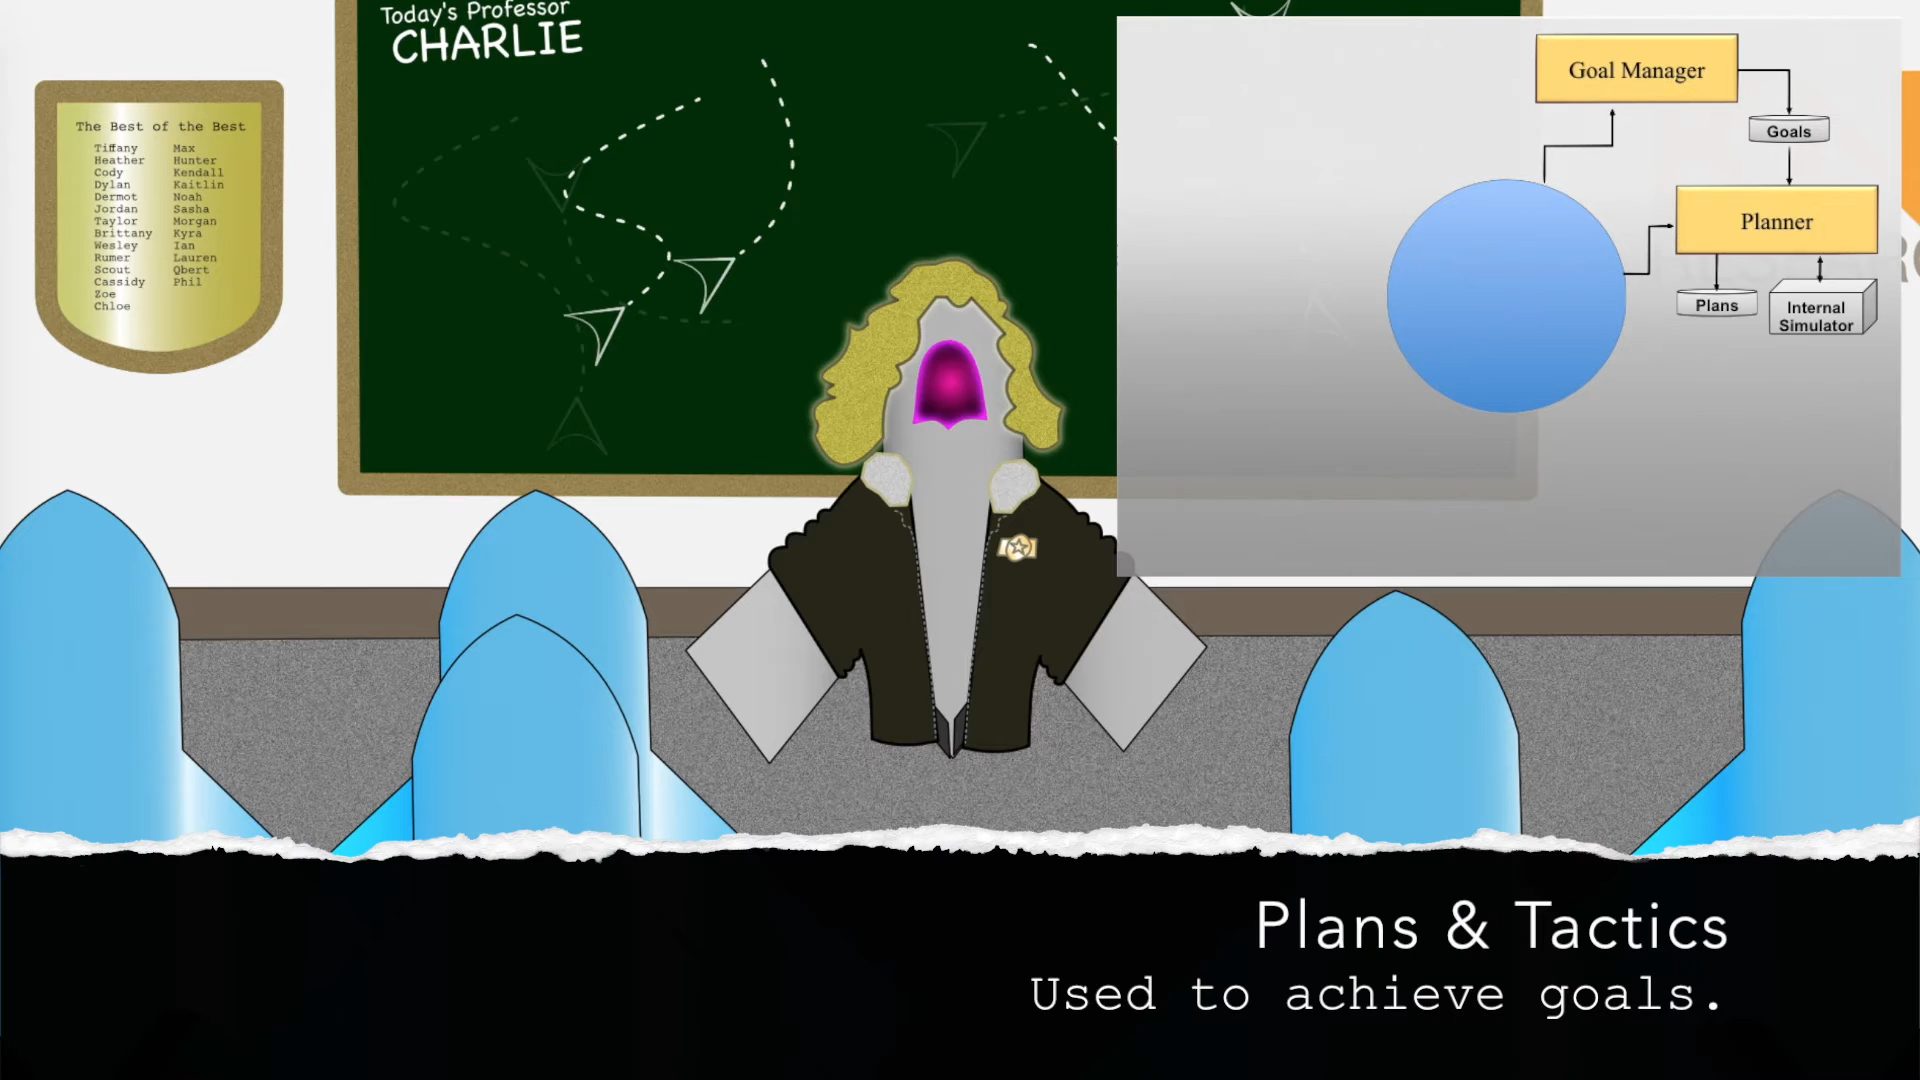 Today's Professor
CHARLIE
The Best of the Best
Tiffany Max
Heather Hunter
Cody Kendall
Dylan Kaitlin
Dermot Noah
Jordan Sasha
Taylor Morgan
Brittany Kyra
Wesley Ian
Rumer Lauren
Scout Qbert
Cassidy Phil
Zoe
Chloe
Goal Manager
Goals
Planner
Plans
Internal
Simulator
Plans & Tactics
Used to achieve goals.